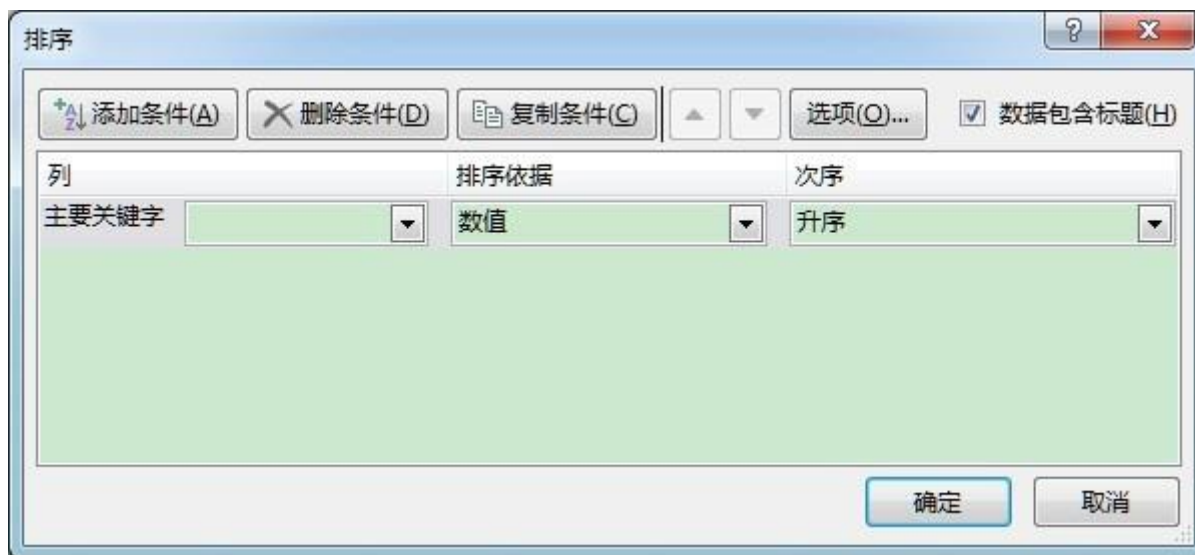 排序
添加条件(A) 删除条件(D) 复制条件(C) 选项(O)... 数据包含标题(H)
列 排序依据 次序
主要关键字 数值 升序
确定 取消